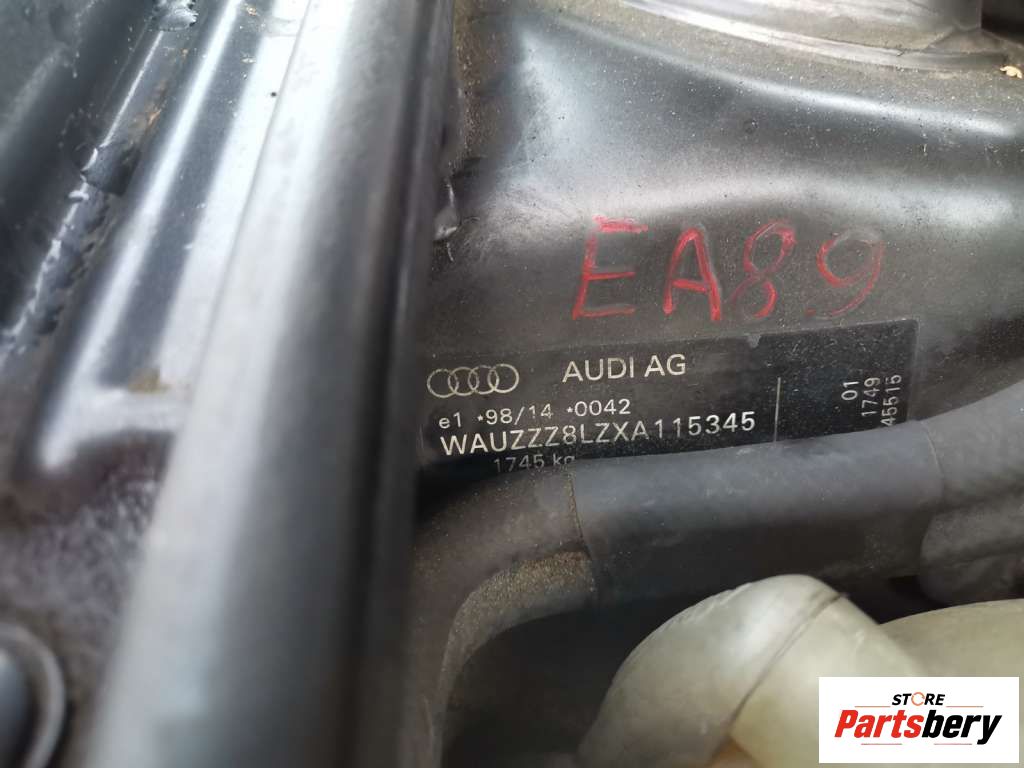 EA89
AUDI AG
e1 *98/14 *0042
WAUZZZ8LZXA115345
1745 kg
01
1749
45515
STORE
Partsbery